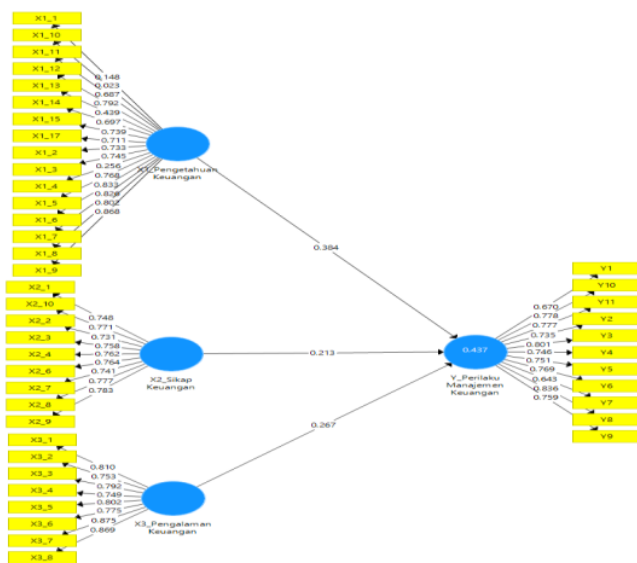 X1_1
X1_10
X1_11
X1_12
X1_13
X1_14
X1_15
X1_17
X1_2
X1_3
X1_4
X1_5
X1_6
X1_7
X1_8
X1_9
0.148
0.023
0.687
0.792
0.439
0.697
0.739
0.711
0.733
0.745
0.256
0.768
0.833
0.828
0.802
0.868
X1_Pengetahuan
Keuangan
0.384
X2_1
X2_10
X2_2
X2_3
X2_4
X2_6
X2_7
X2_8
X2_9
0.748
0.771
0.731
0.758
0.762
0.764
0.741
0.777
0.783
X2_Sikap
Keuangan
0.213
X3_1
X3_2
X3_3
X3_4
X3_5
X3_6
X3_7
X3_8
0.810
0.753
0.792
0.749
0.802
0.775
0.875
0.869
X3_Pengalaman
Keuangan
0.267
0.437
Y_Perilaku
Manajemen
Keuangan
0.670
0.778
0.777
0.735
0.801
0.746
0.751
0.769
0.643
0.836
0.759
Y1
Y10
Y11
Y2
Y3
Y4
Y5
Y6
Y7
Y8
Y9